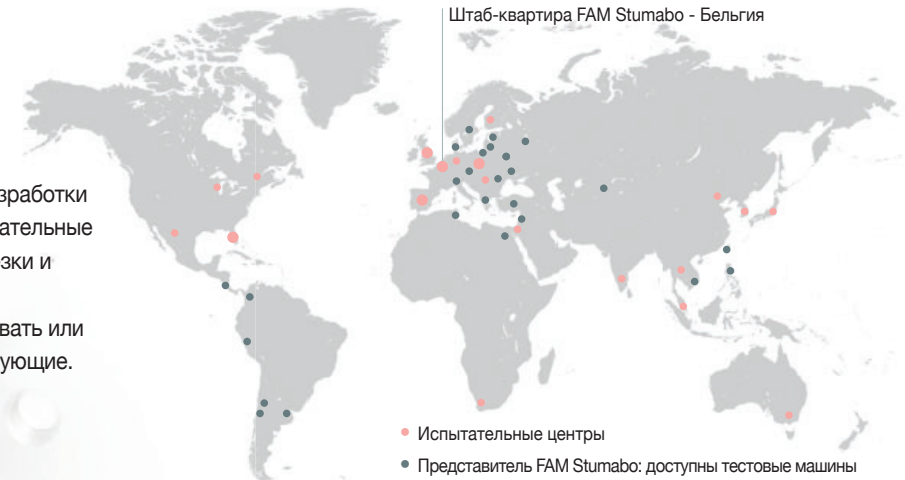 Штаб-квартира FAM Stumabo - Бельгия
зработки
ательные
зки и
вать или
ующие.
Испытательные центры
Представитель FAM Stumabo: доступны тестовые машины